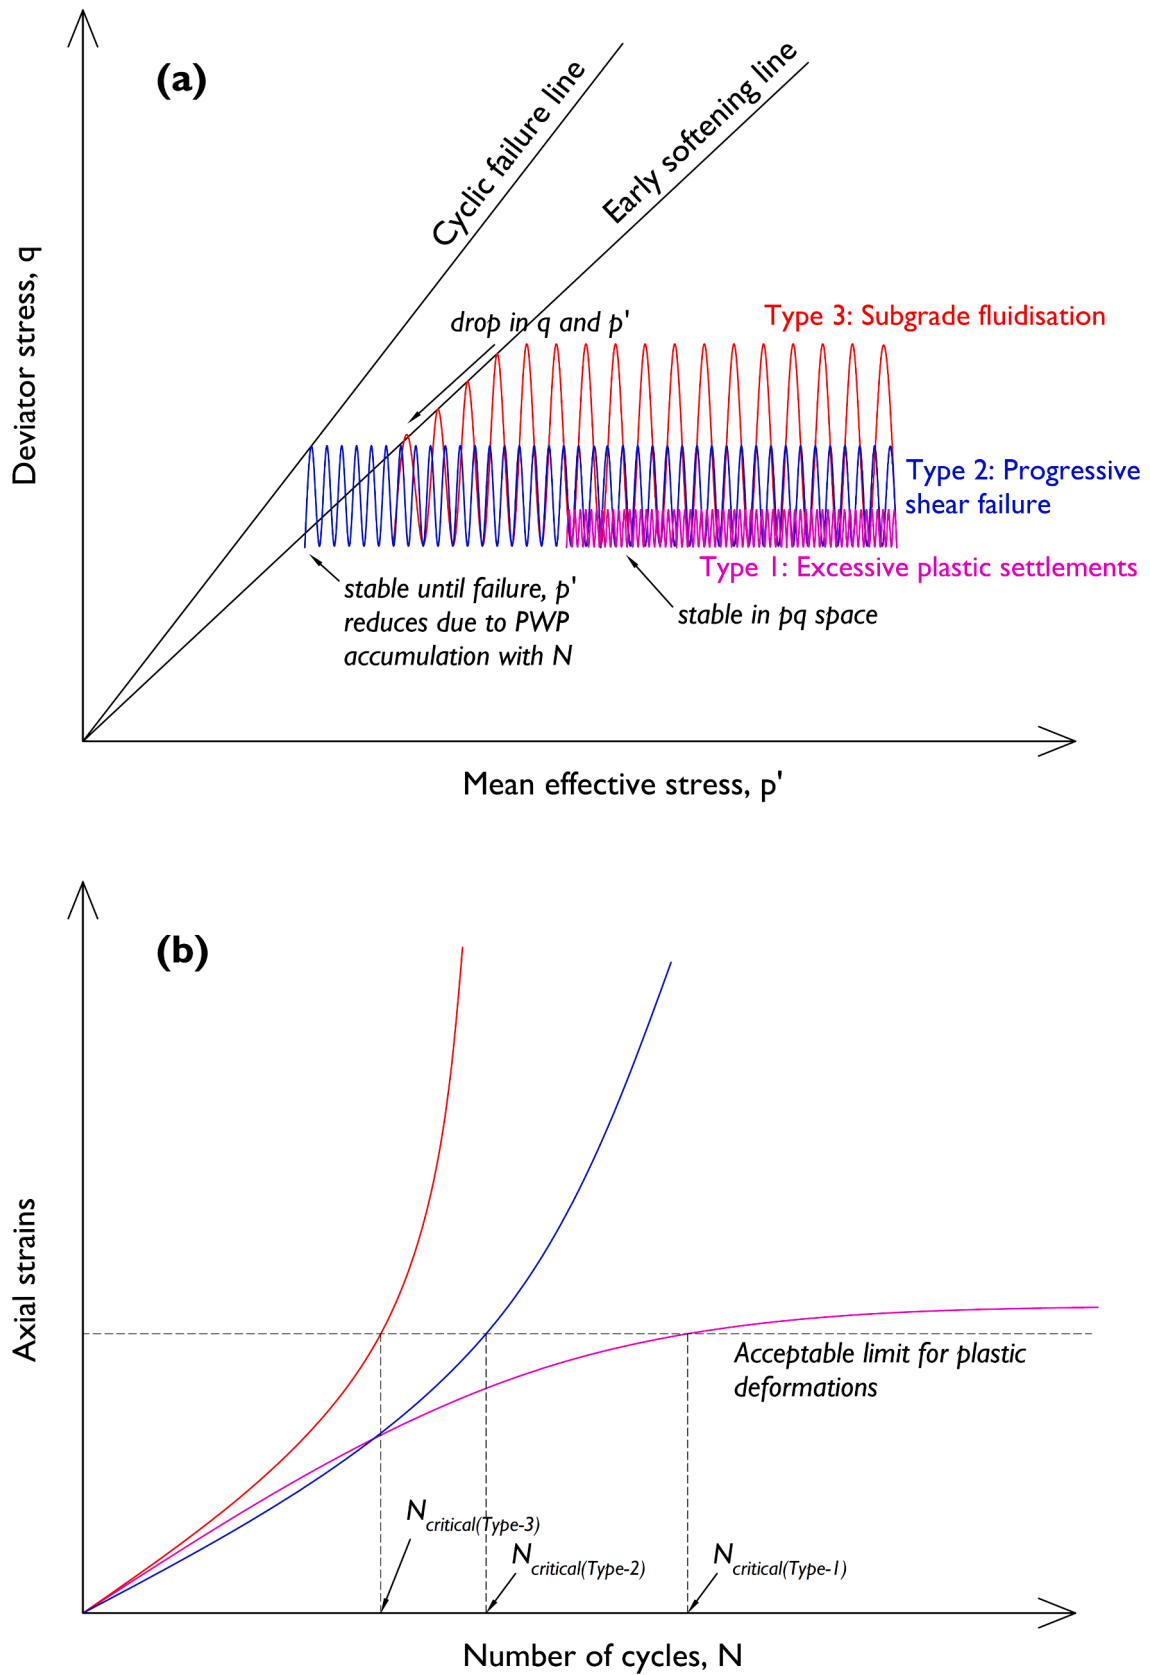 (a)
Cyclic failure line
Early softening line
Deviator stress, q
drop in q and p'
Type 3: Subgrade fluidisation
Type 2: Progressive
shear failure
Type 1: Excessive plastic settlements
stable until failure, p'
reduces due to PWP
accumulation with N
stable in pq space
Mean effective stress, p'
(b)
Axial strains
Acceptable limit for plastic
deformations
Ncritical(Type-3)
Ncritical(Type-2)
Ncritical(Type-1)
Number of cycles, N